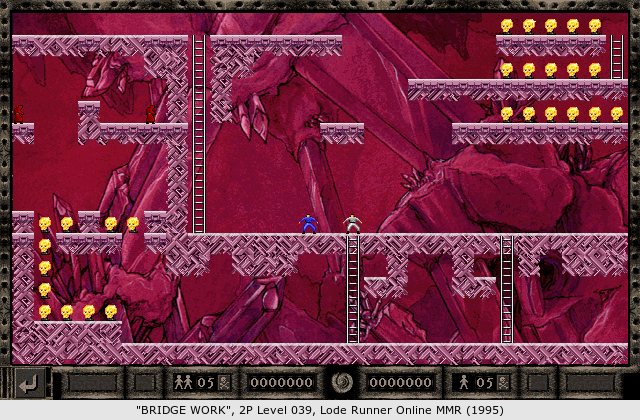 05 0000000 0000000 05
"BRIDGE WORK", 2P Level 039, Lode Runner Online MMR (1995)